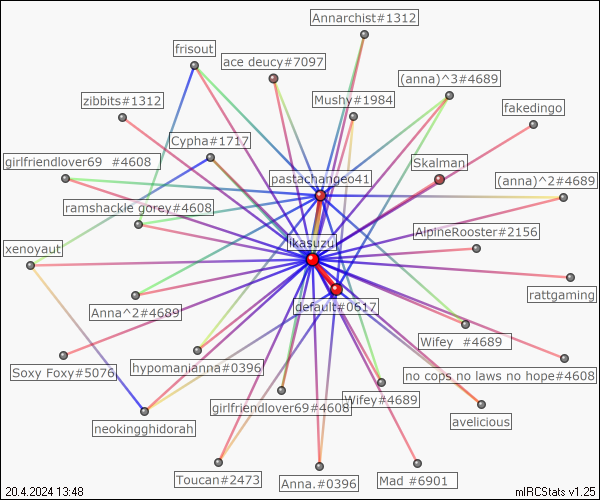 Annarchist#1312
frisout
ace deucy#7097
(anna)^3#4689
zibbits#1312
Mushy#1984
fakedingo
Cypha#1717
girlfriendlover69 #4608
Skalman
pastachangeo41
(anna)^2#4689
ramshackle gorey#4608
AlpineRooster#2156
xenoyaut
ikasuzu
rattgaming
Anna^2#4689
default#0617
Wifey #4689
hypomanianna#0396
Soxy Foxy#5076
no cops no laws no hope#4608
Wifey#4689
girlfriendlover69#4608
avelicious
neokingghidorah
Toucan#2473
Anna.#0396
Mad #6901
20.4.2024 13:48
mIRCStats v1.25